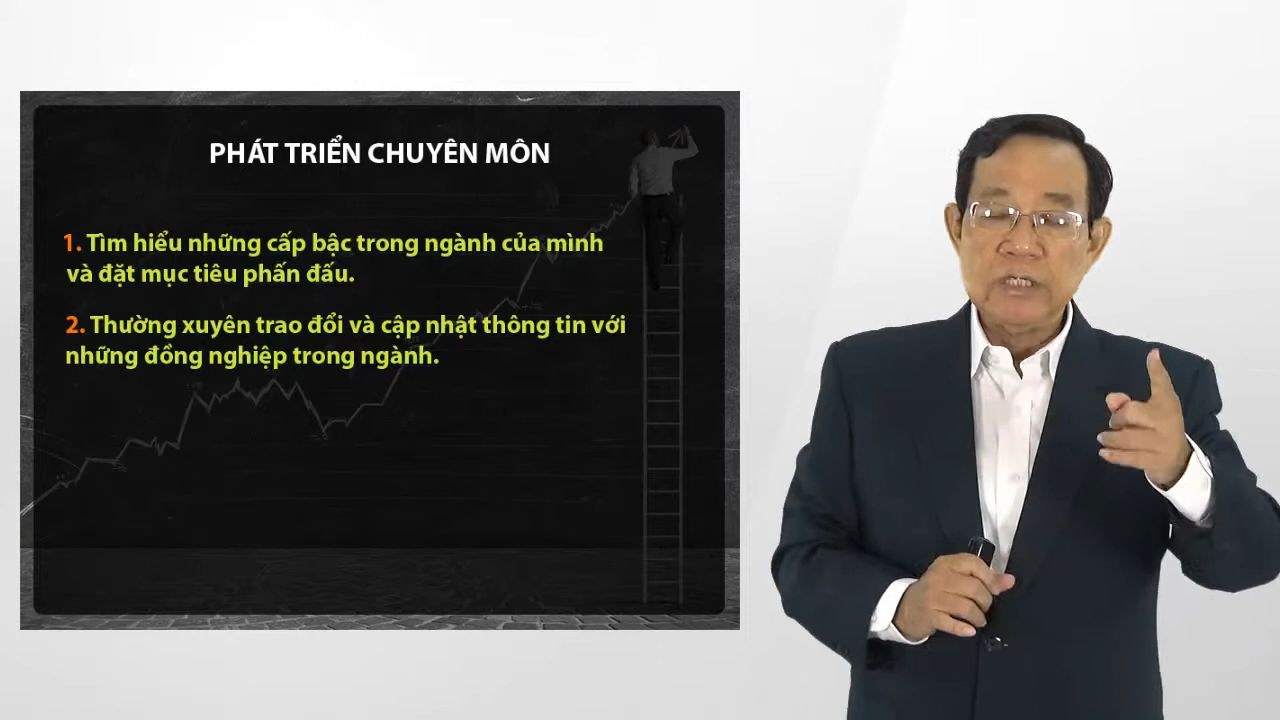 PHÁT TRIỂN CHUYÊN MÔN
1. Tìm hiểu những cấp bậc trong ngành của mình
và đặt mục tiêu phấn đấu.
2. Thường xuyên trao đổi và cập nhật thông tin với
những đồng nghiệp trong ngành.